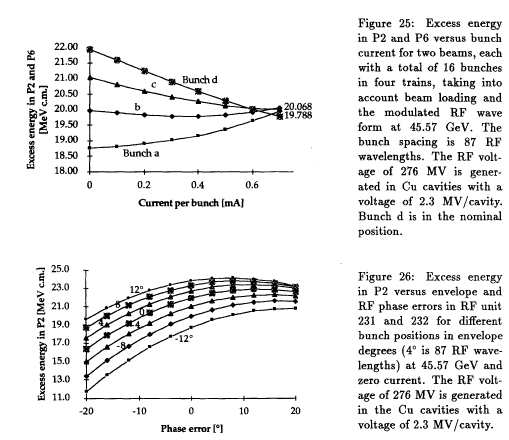 Excess energy in P2 and P6
[MeV c.m.]
22.00
21.50
21.00
20.50
20.00
19.50
19.00
18.50
18.00
Bunch d
c
b
Bunch a
20.068
19.788
0
0.2
0.4
0.6
Current per bunch [mA]
Figure 25: Excess energy
in P2 and P6 versus bunch
current for two beams, each
with a total of 16 bunches
in four trains, taking into
account beam loading and
the modulated RF wave
form at 45.57 GeV. The
bunch spacing is 87 RF
wavelengths. The RF volt-
age of 276 MV is gener-
ated in Cu cavities with a
voltage of 2.3 MV/cavity.
Bunch d is in the nominal
position.
Excess energy in P2 [MeV c.m.]
25.0
23.0
21.0
19.0
17.0
15.0
13.0
11.0
12°
4
0
-8
-12°
-20
-10
0
10
20
Phase error [°]
Figure 26: Excess energy
in P2 versus envelope and
RF phase errors in RF unit
231 and 232 for different
bunch positions in envelope
degrees (4° is 87 RF wave-
lengths) at 45.57 GeV and
zero current. The RF volt-
age of 276 MV is generated
in the Cu cavities with a
voltage of 2.3 MV/cavity.